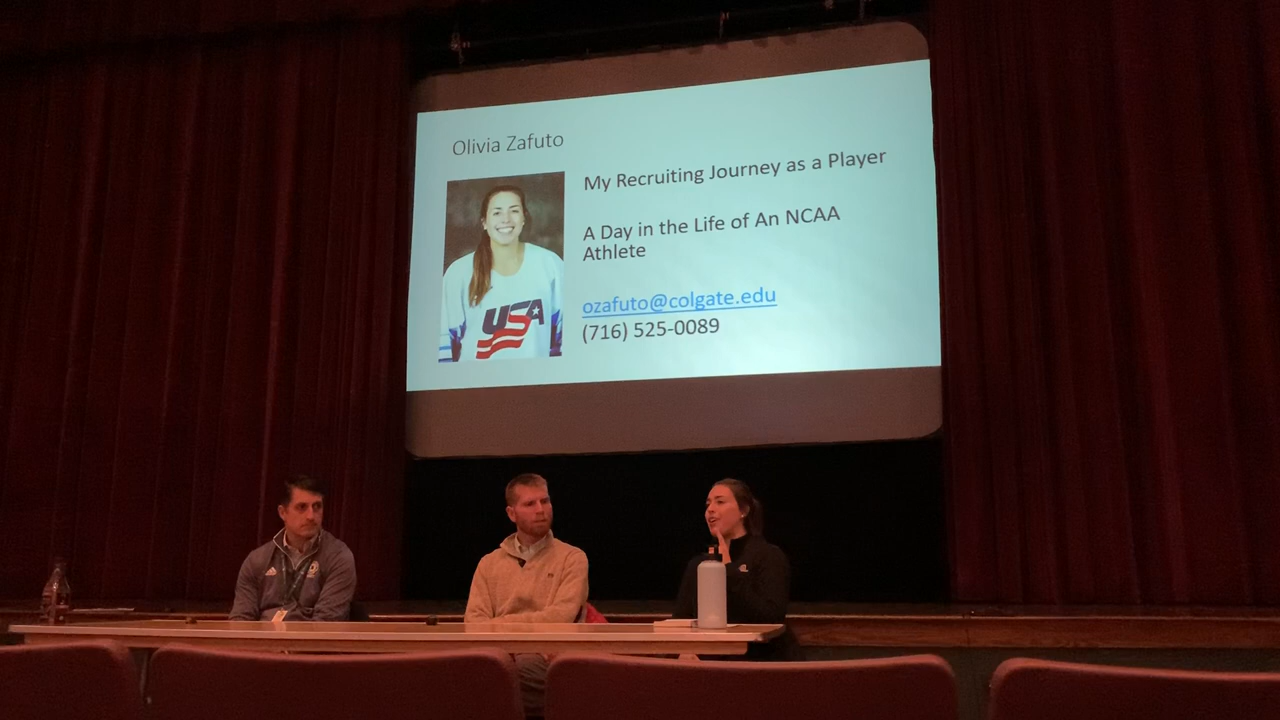 Olivia Zafuto
My Recruiting Journey as a Player
A Day in the Life of An NCAA
Athlete
ozafuto@colgate.edu
(716) 525-0089
USA